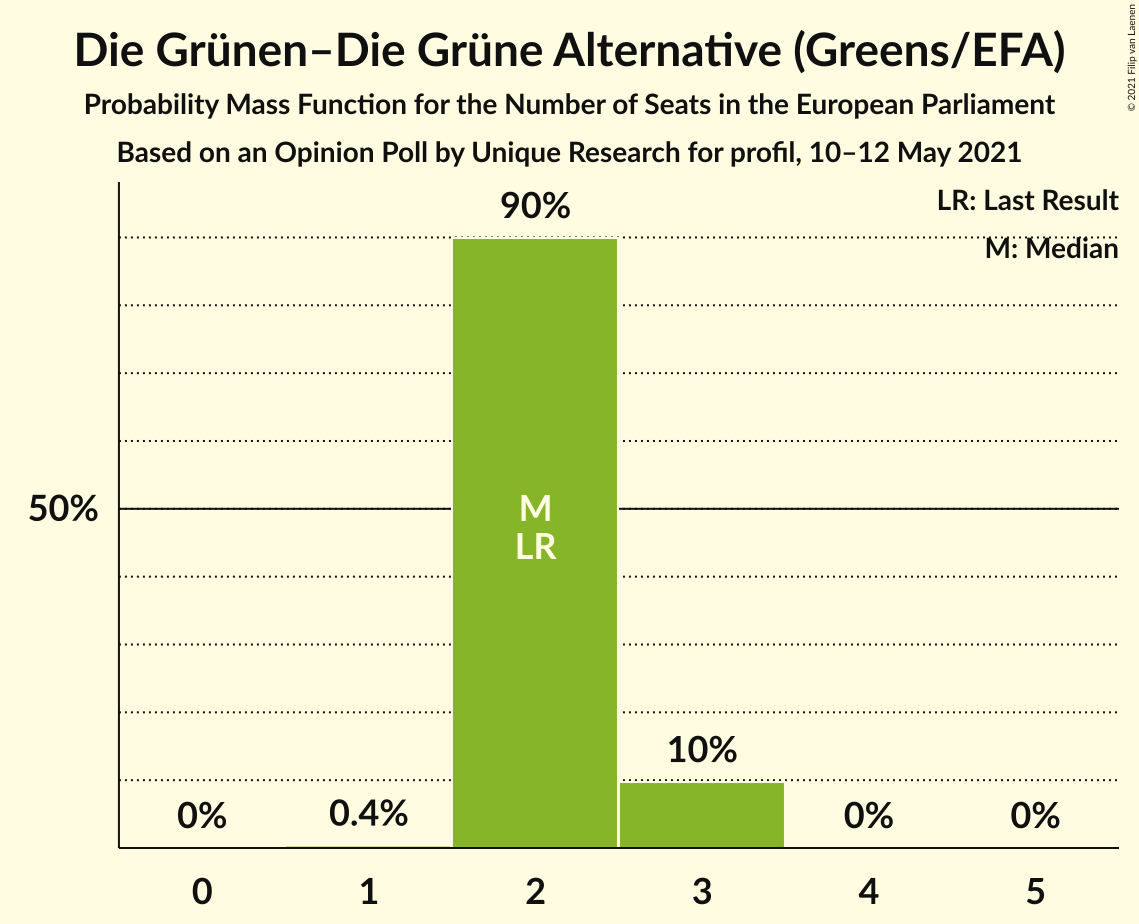 Die Grünen–Die Grüne Alternative (Greens/EFA)
Probability Mass Function for the Number of Seats in the European Parliament
Based on an Opinion Poll by Unique Research for profil, 10–12 May 2021
© 2021 Filip van Laenen
LR: Last Result
M: Median
90%
50%
M
LR
10%
0%
0.4%
0%
0%
0
1
2
3
4
5